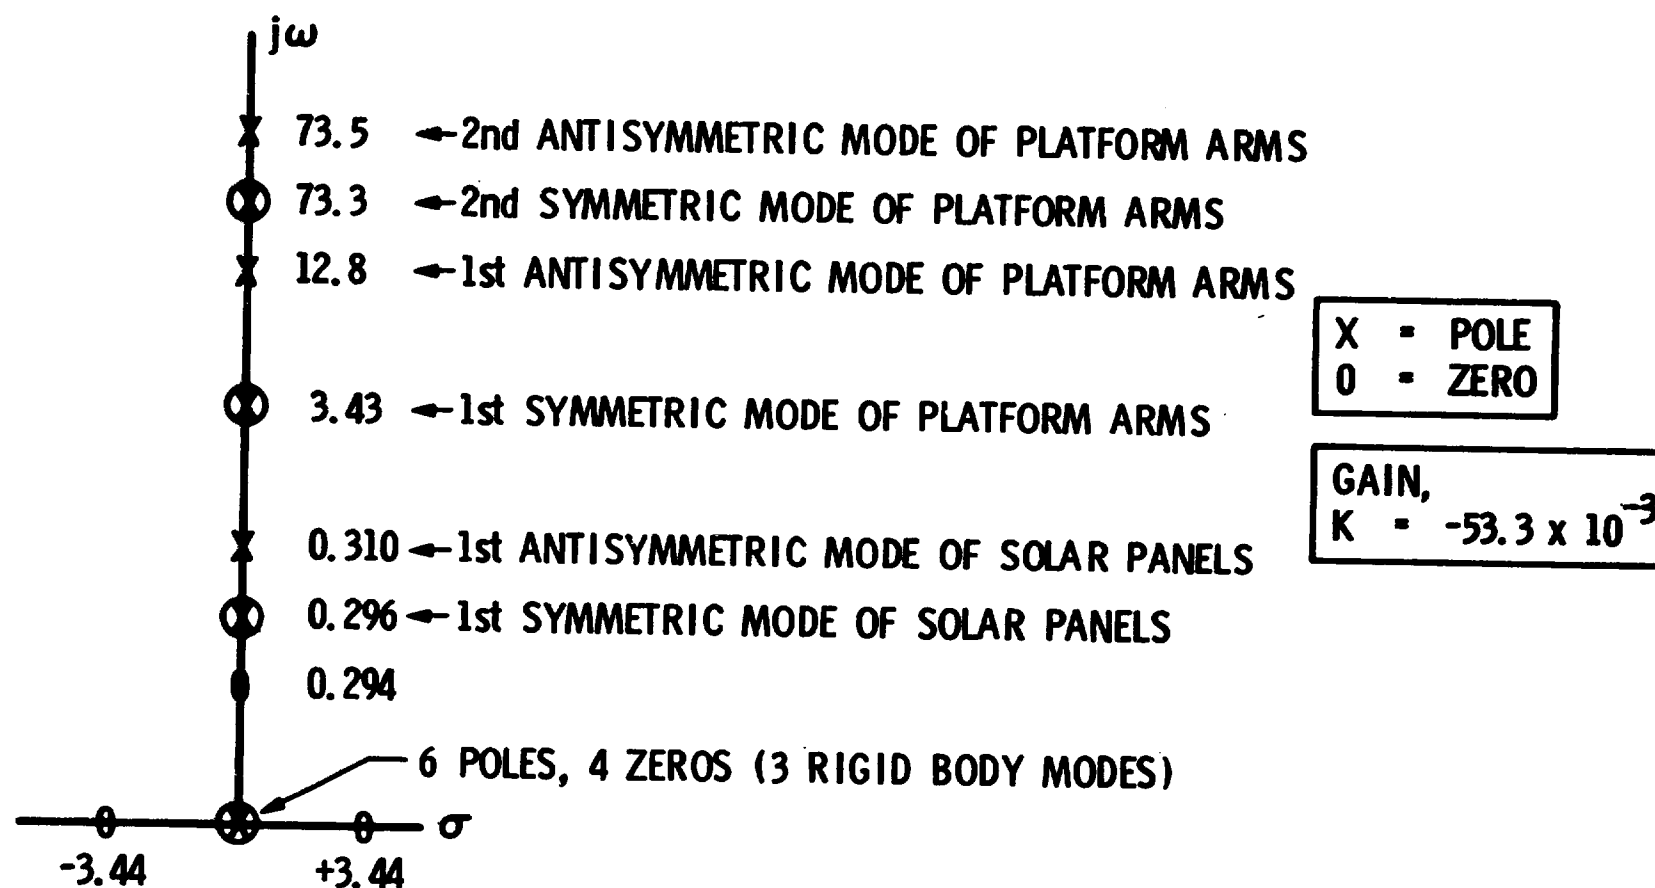 jω
73.5 ←2nd ANTISYMMETRIC MODE OF PLATFORM ARMS
73.3 ←2nd SYMMETRIC MODE OF PLATFORM ARMS
12.8 ←1st ANTISYMMETRIC MODE OF PLATFORM ARMS
X = POLE
0 = ZERO
3.43 ←1st SYMMETRIC MODE OF PLATFORM ARMS
GAIN,
K = -53.3 x 10⁻³
0.310 ←1st ANTISYMMETRIC MODE OF SOLAR PANELS
0.296 ←1st SYMMETRIC MODE OF SOLAR PANELS
0.294
6 POLES, 4 ZEROS (3 RIGID BODY MODES)
σ
-3.44 +3.44